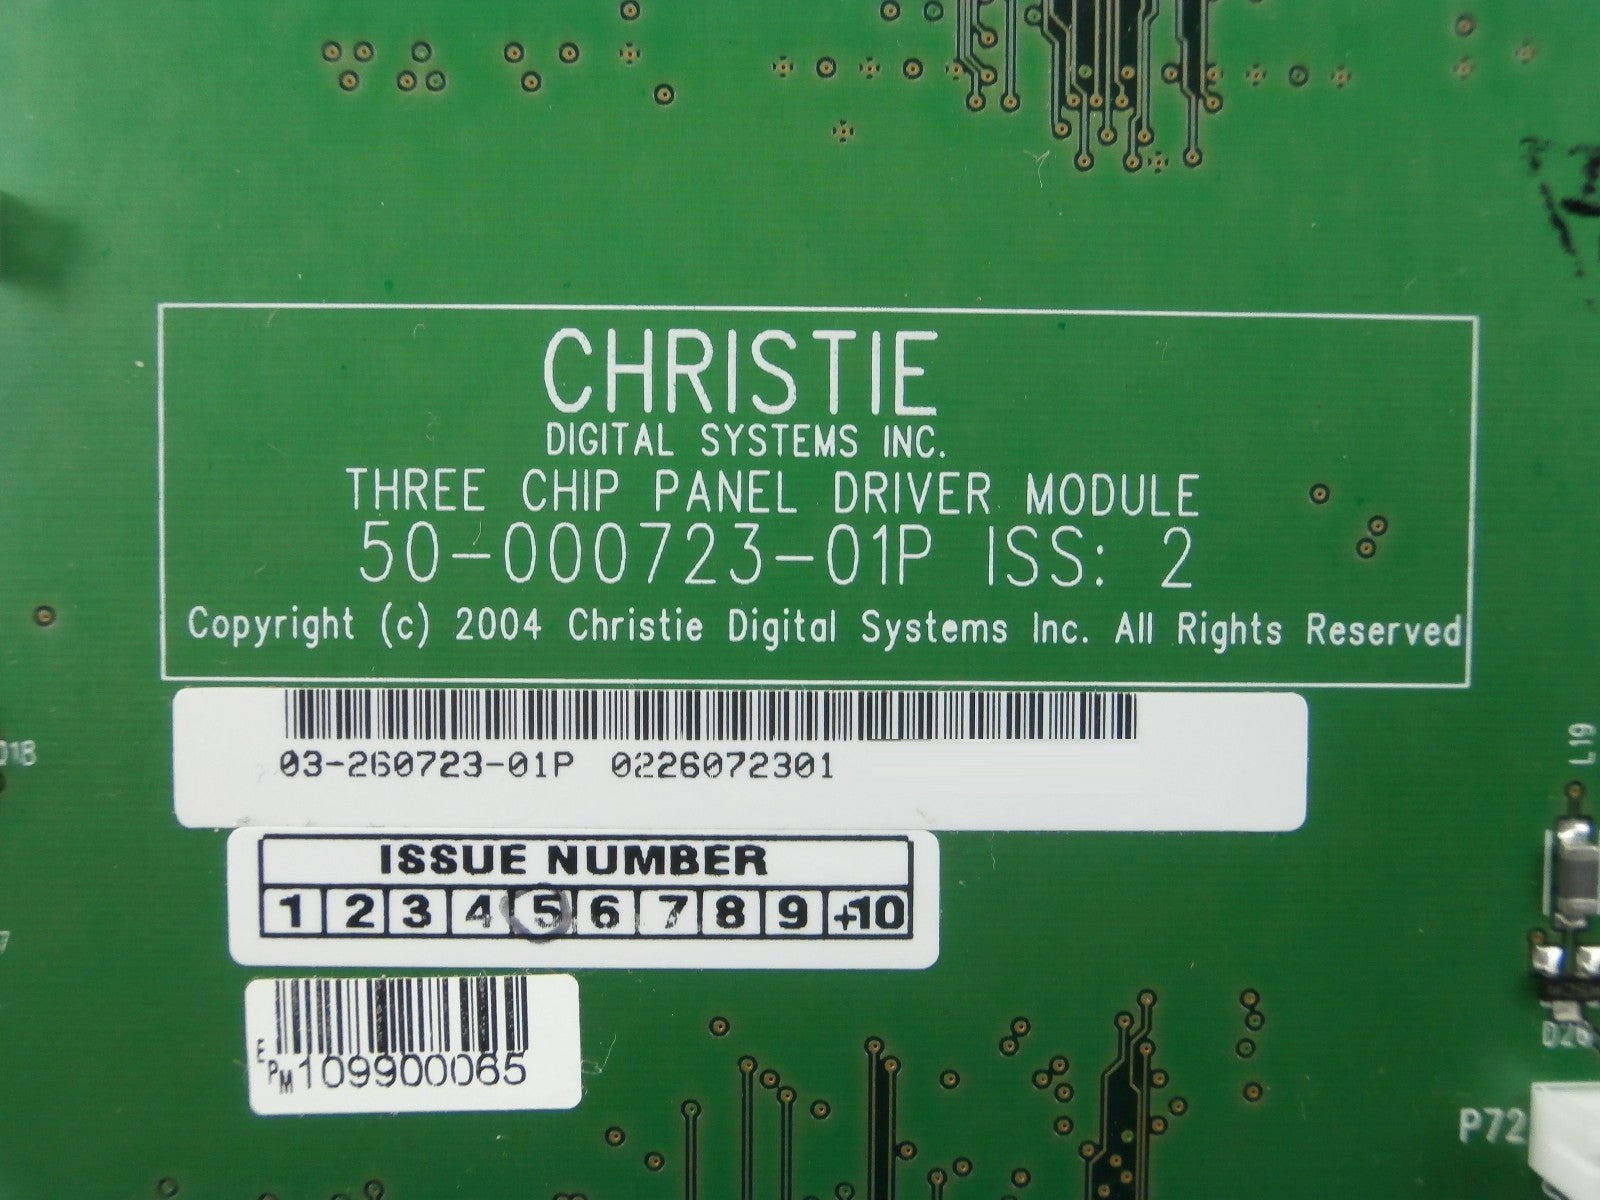 CHRISTIE
DIGITAL SYSTEMS INC.
THREE CHIP PANEL DRIVER MODULE
50-000723-01P ISS: 2
Copyright (c) 2004 Christie Digital Systems Inc. All Rights Reserved
L19
03-260723-01P 0226072301
ISSUE NUMBER
1 2 3 4 5 6 7 8 9 +10
D26
EPM109900065
P72